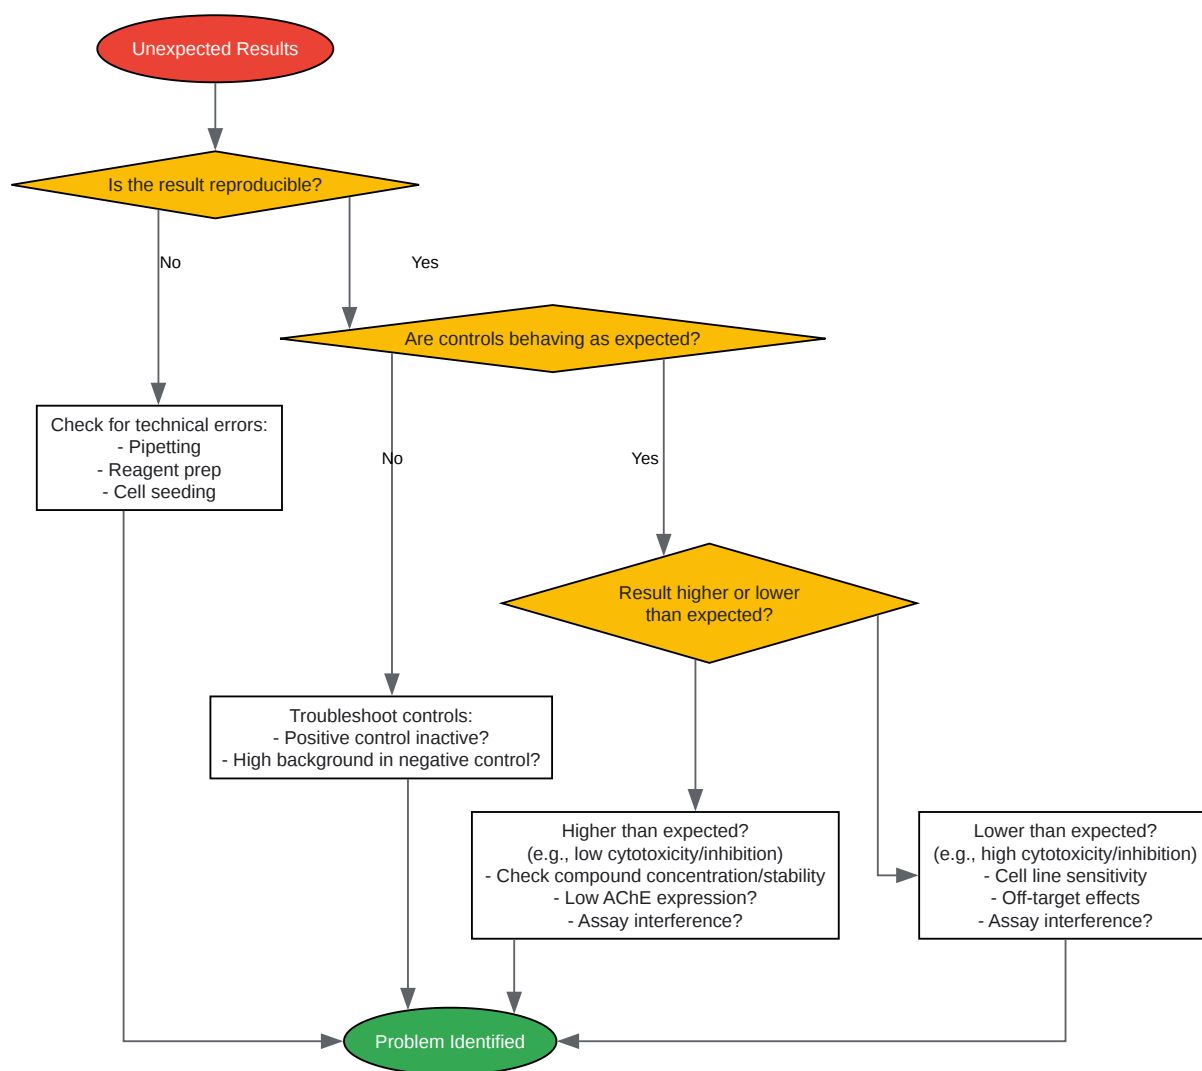 Unexpected Results
Is the result reproducible?
No
Yes
Are controls behaving as expected?
Check for technical errors:
- Pipetting
- Reagent prep
- Cell seeding
No
Yes
Result higher or lower
than expected?
Troubleshoot controls:
- Positive control inactive?
- High background in negative control?
Higher than expected?
(e.g., low cytotoxicity/inhibition)
- Check compound concentration/stability
- Low AChE expression?
- Assay interference?
Lower than expected?
(e.g., high cytotoxicity/inhibition)
- Cell line sensitivity
- Off-target effects
- Assay interference?
Problem Identified